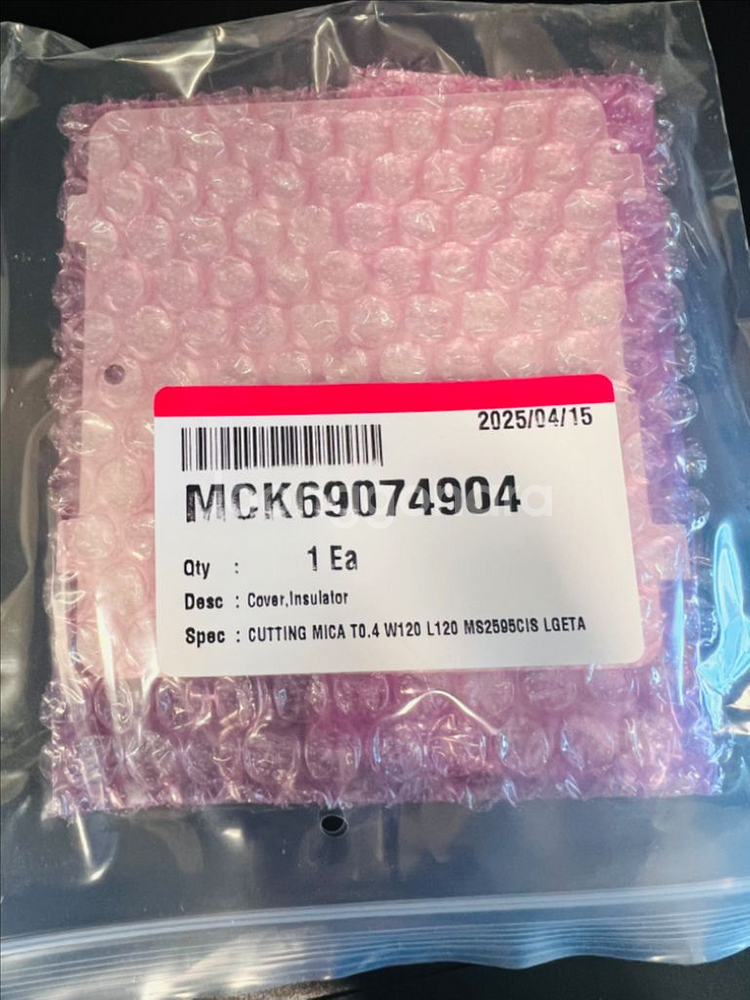 2025/04/15
MCK69074904
Qty : 1 Ea
Desc : Cover,Insulator
Spec : CUTTING MICA T0.4 W120 L120 MS2595CIS LGETA